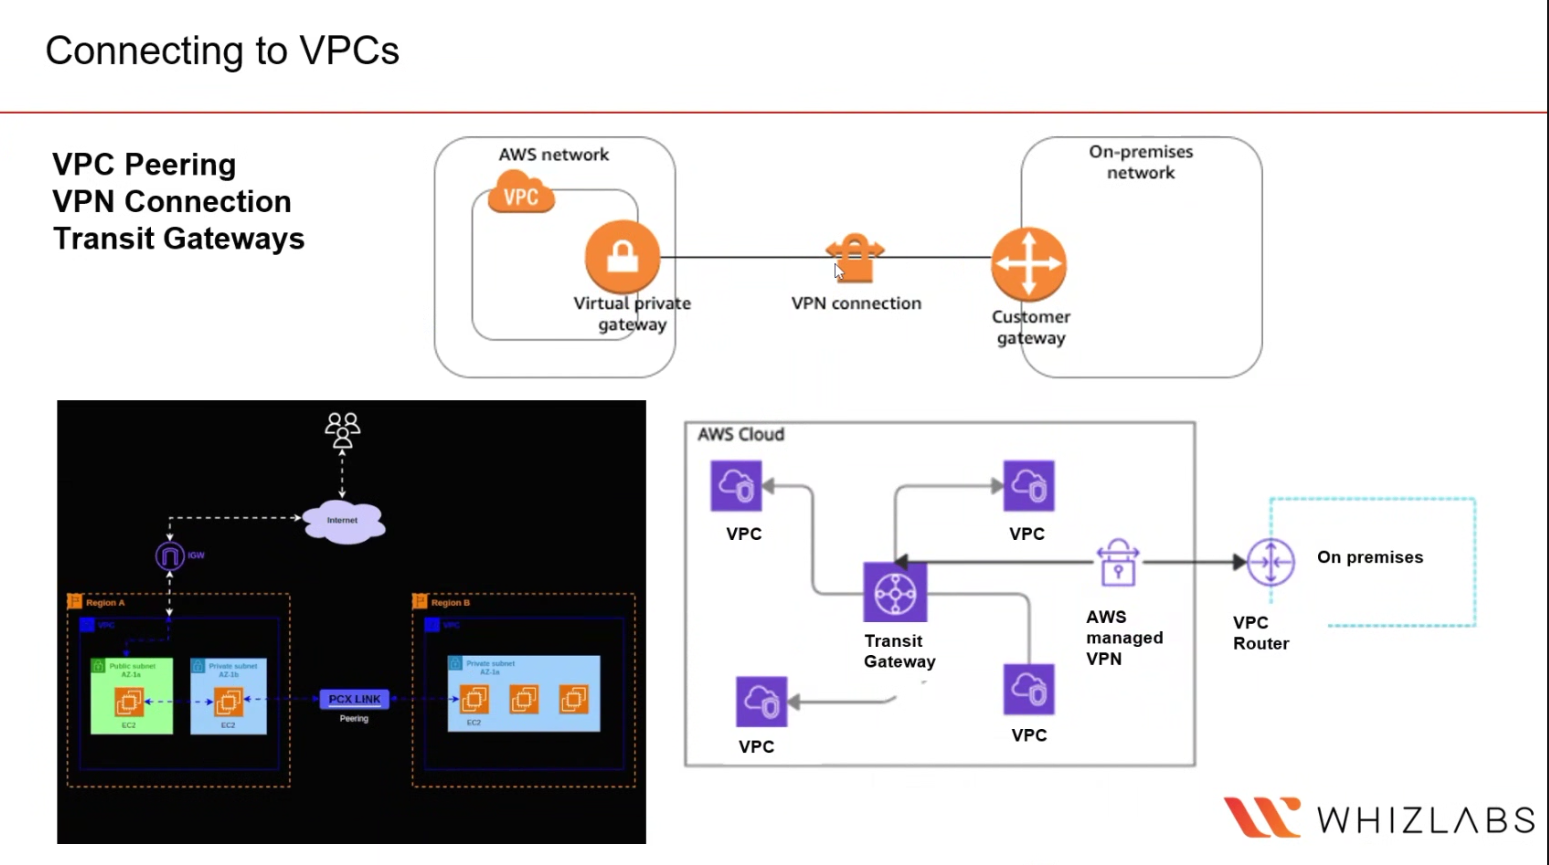 Connecting to VPCs
VPC Peering
VPN Connection
Transit Gateways
AWS network
VPC
Virtual private
gateway
VPN connection
On-premises
network
Customer
gateway
Internet
IGW
Region A
VPC
Public subnet
AZ-1a
EC2
Private subnet
AZ-1b
EC2
PCX LINK
Peering
Region B
VPC
Private subnet
AZ-1a
EC2
AWS Cloud
VPC
VPC
Transit
Gateway
VPC
VPC
AWS
managed
VPN
VPC
Router
On premises
WHIZLABS